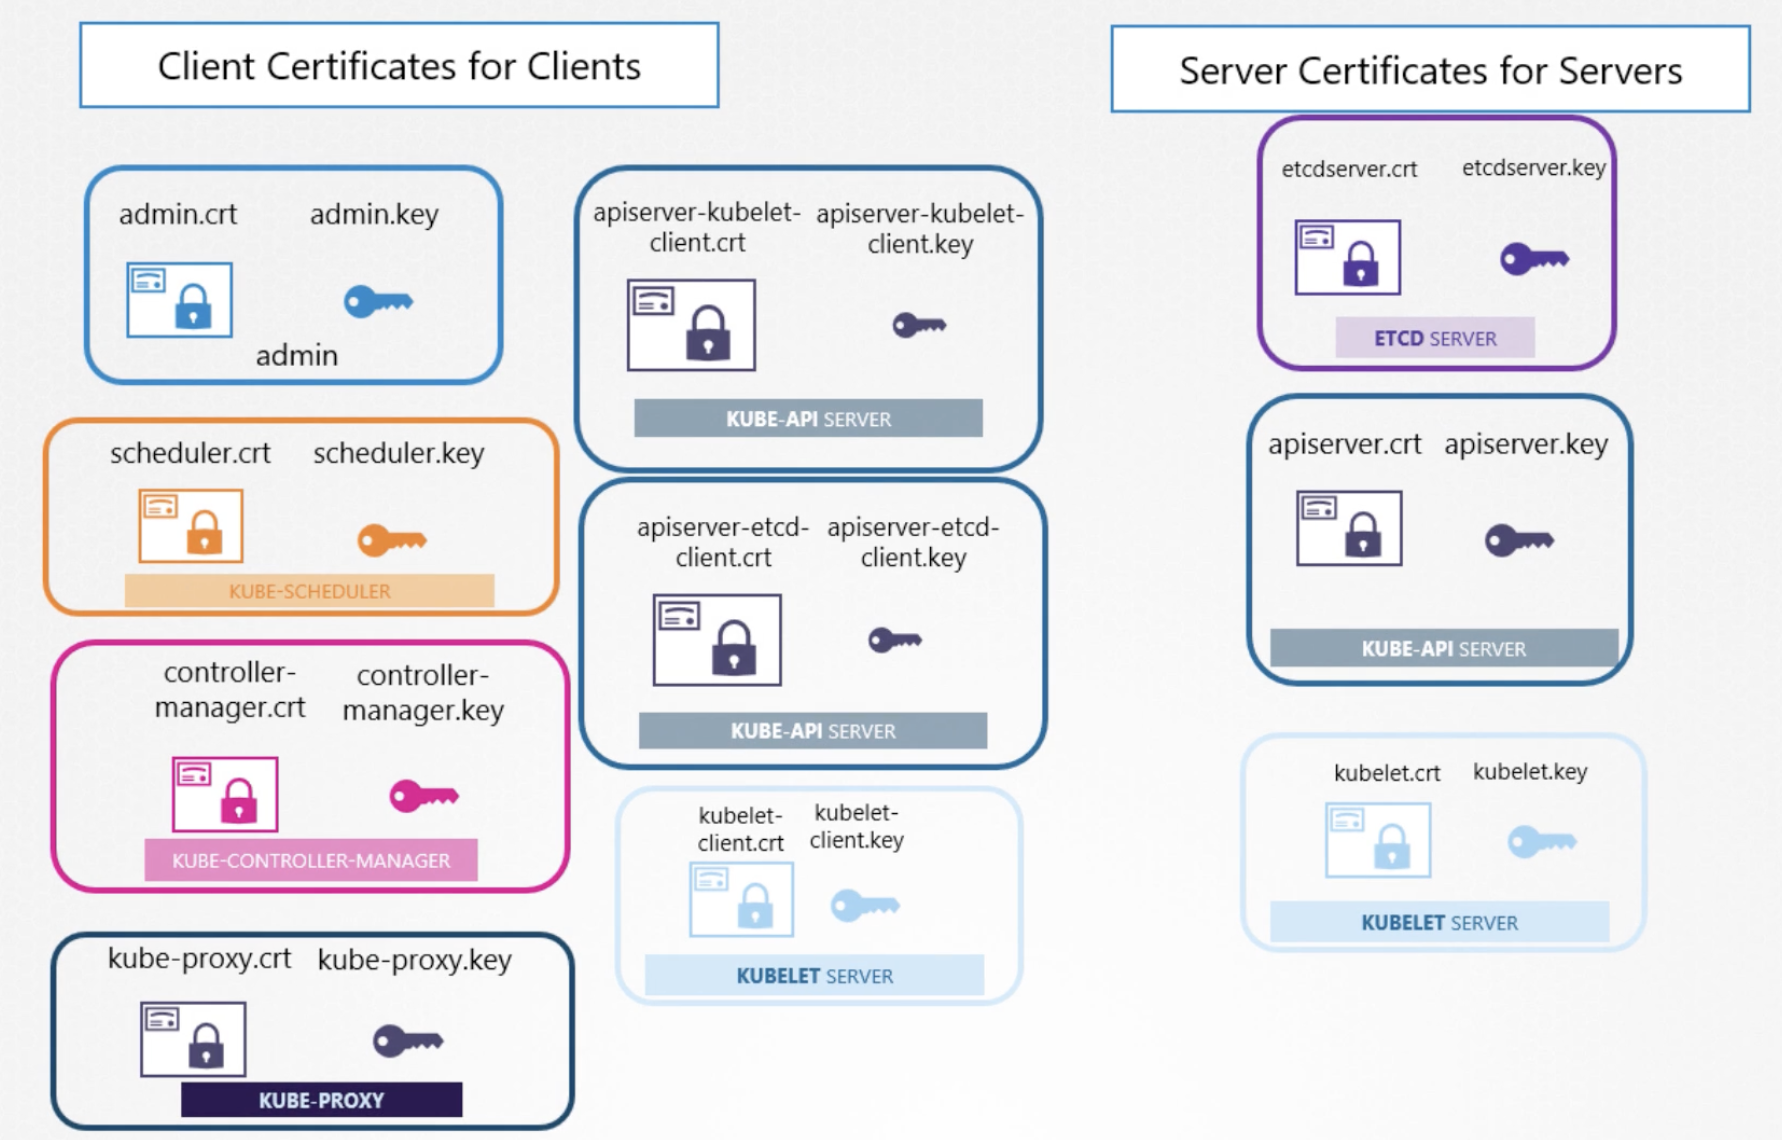 Client Certificates for Clients
admin.crt admin.key
admin
scheduler.crt scheduler.key
KUBE-SCHEDULER
controller-
manager.crt
controller-
manager.key
KUBE-CONTROLLER-MANAGER
kube-proxy.crt kube-proxy.key
KUBE-PROXY
apiserver-kubelet-
client.crt
apiserver-kubelet-
client.key
KUBE-API SERVER
apiserver-etcd-
client.crt
apiserver-etcd-
client.key
KUBE-API SERVER
kubelet-
client.crt
kubelet-
client.key
KUBELET SERVER
Server Certificates for Servers
etcdserver.crt etcdserver.key
ETCD SERVER
apiserver.crt apiserver.key
KUBE-API SERVER
kubelet.crt kubelet.key
KUBELET SERVER